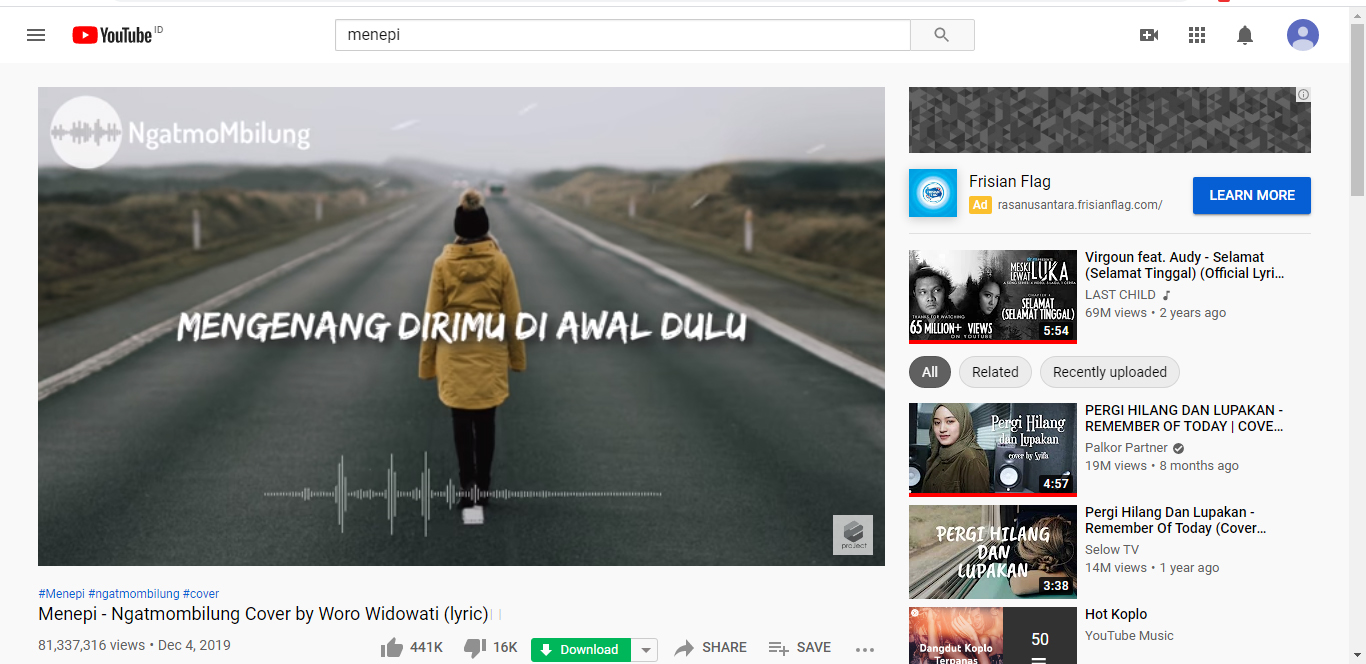 YouTube ID
menepi
NgatmoMbilung
MENGENANG DIRIMU DI AWAL DULU
project
#Menepi #ngatmombilung #cover
Menepi - Ngatmombilung Cover by Woro Widowati (lyric)
81,337,316 views • Dec 4, 2019
441K
16K
Download
SHARE
SAVE
Frisian Flag
Ad rasanusantara.frisianflag.com/
LEARN MORE
MESKI
LEWAT LUKA
CHAPTER 1
SELAMAT
(SELAMAT TINGGAL)
THANKS FOR WATCHING
65 MILLION+ VIEWS
ON YOUTUBE
5:54
Virgoun feat. Audy - Selamat
(Selamat Tinggal) (Official Lyri...
LAST CHILD
69M views • 2 years ago
All
Related
Recently uploaded
Pergi Hilang
dan Lupakan
cover by Syifa
4:57
PERGI HILANG DAN LUPAKAN -
REMEMBER OF TODAY | COVE...
Palkor Partner
19M views • 8 months ago
PERGI HILANG
DAN
LUPAKAN
3:38
Pergi Hilang Dan Lupakan -
Remember Of Today (Cover...
Selow TV
14M views • 1 year ago
Dangdut Koplo
Terpanas
50
Hot Koplo
YouTube Music